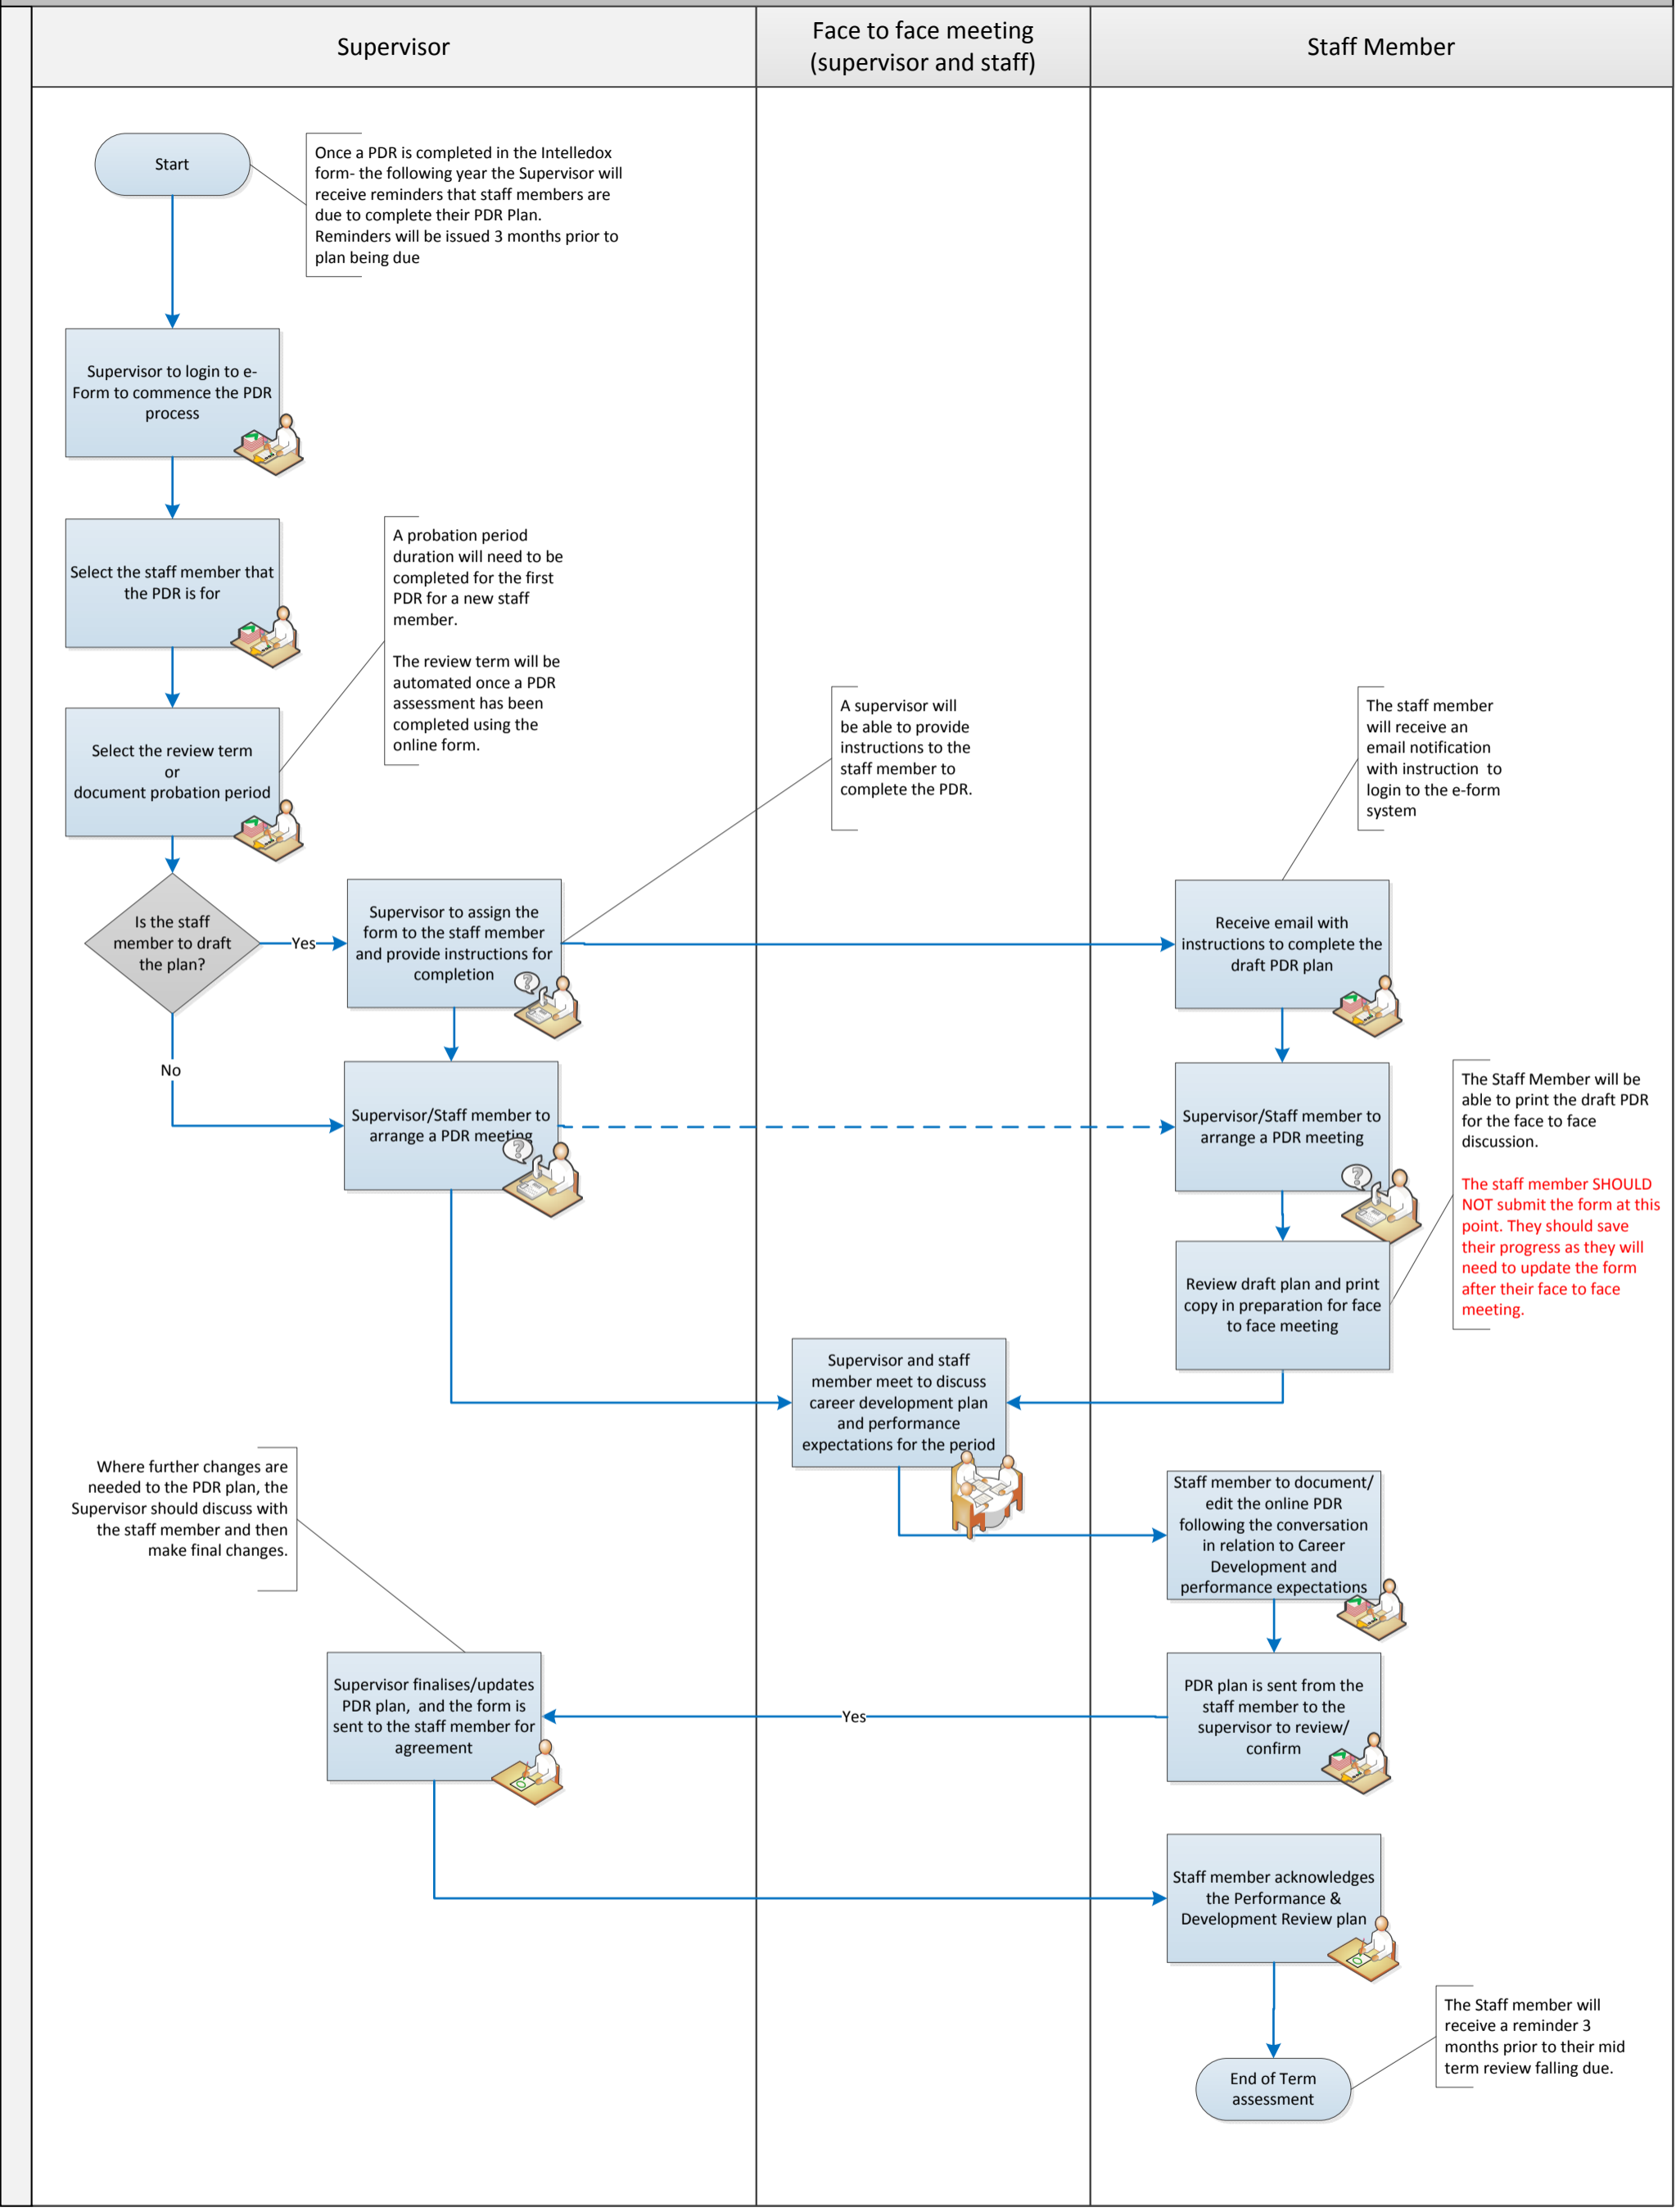 Supervisor
Face to face meeting
(supervisor and staff)
Staff Member
Start
Once a PDR is completed in the Intelledox
form- the following year the Supervisor will
receive reminders that staff members are
due to complete their PDR Plan.
Reminders will be issued 3 months prior to
plan being due
Supervisor to login to e-
Form to commence the PDR
process
Select the staff member that
the PDR is for
A probation period
duration will need to be
completed for the first
PDR for a new staff
member.
The review term will be
automated once a PDR
assessment has been
completed using the
online form.
Select the review term
or
document probation period
A supervisor will
be able to provide
instructions to the
staff member to
complete the PDR.
The staff member
will receive an
email notification
with instruction  to
login to the e-form
system
Is the staff
member to draft
the plan?
Yes
Supervisor to assign the
form to the staff member
and provide instructions for
completion
Receive email with
instructions to complete the
draft PDR plan
No
Supervisor/Staff member to
arrange a PDR meeting
Supervisor/Staff member to
arrange a PDR meeting
The Staff Member will be
able to print the draft PDR
for the face to face
discussion.
The staff member SHOULD
NOT submit the form at this
point. They should save
their progress as they will
need to update the form
after their face to face
meeting.
Review draft plan and print
copy in preparation for face
to face meeting
Supervisor and staff
member meet to discuss
career development plan
and performance
expectations for the period
Where further changes are
needed to the PDR plan, the
Supervisor should discuss with
the staff member and then
make final changes.
Staff member to document/
edit the online PDR
following the conversation
in relation to Career
Development and
performance expectations
Supervisor finalises/updates
PDR plan,  and the form is
sent to the staff member for
agreement
Yes
PDR plan is sent from the
staff member to the
supervisor to review/
confirm
Staff member acknowledges
the Performance &
Development Review plan
The Staff member will
receive a reminder 3
months prior to their mid
term review falling due.
End of Term
assessment